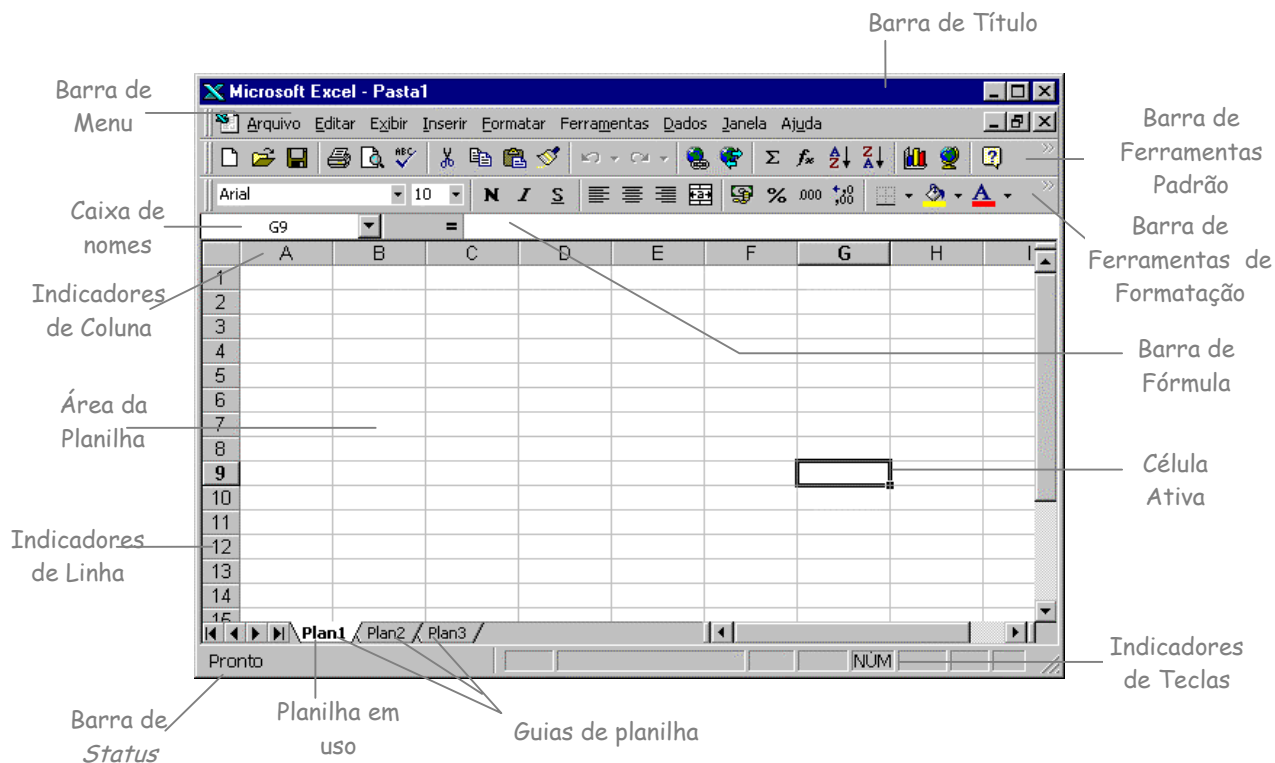 Barra de Título
Barra de
Menu
Microsoft Excel - Pasta1
Arquivo Editar Exibir Inserir Formatar Ferramentas Dados Janela Ajuda
Barra de
Ferramentas
Padrão
ABC
Σ fx A Z Z A ?
Arial 10 N I S a % .000 ,00 A
Caixa de
nomes
G9 =
Barra de
Ferramentas de
Formatação
A B C D E F G H I
Indicadores
de Coluna
1
2
3
4
5
6
7
8
9
10
11
12
13
14
15
Barra de
Fórmula
Área da
Planilha
Célula
Ativa
Indicadores
de Linha
Plan1 Plan2 Plan3
Pronto NÚM
Indicadores
de Teclas
Barra de
Status
Planilha em
uso
Guias de planilha